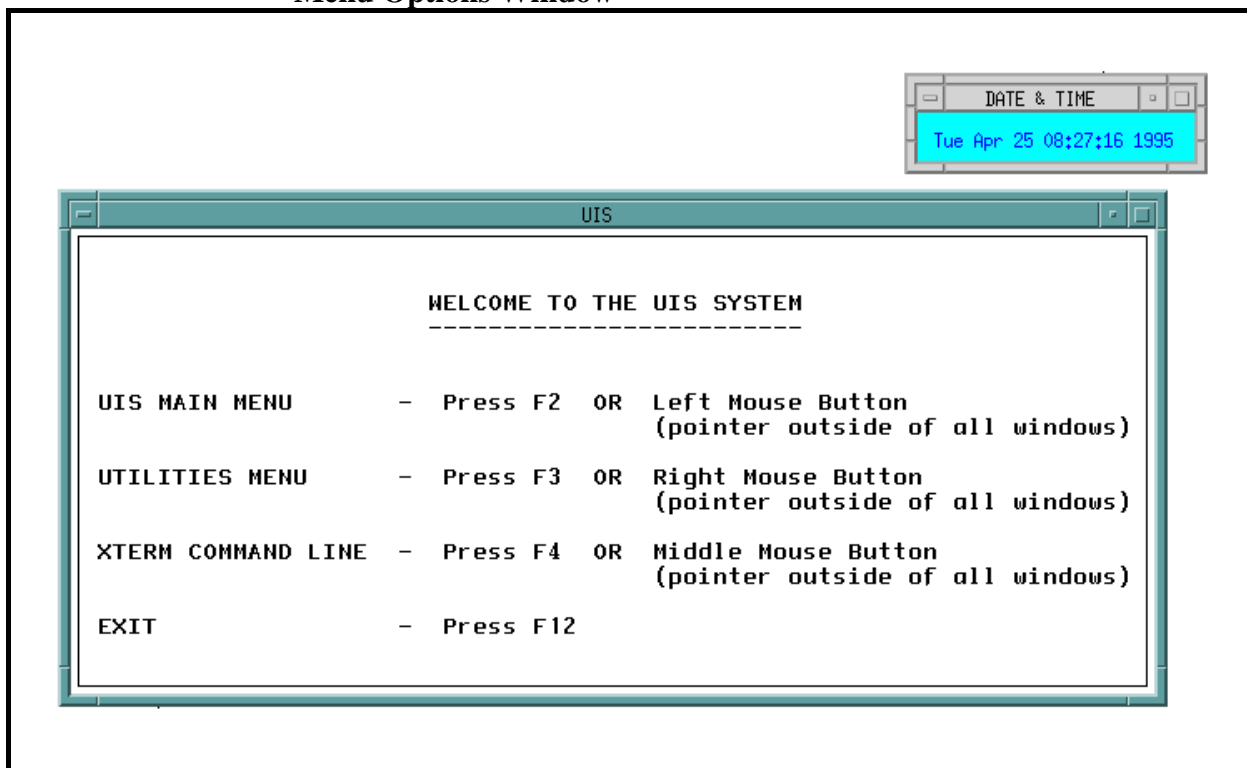 Menu Options Window
DATE & TIME
Tue Apr 25 08:27:16 1995
UIS
WELCOME TO THE UIS SYSTEM
-------------------------
UIS MAIN MENU - Press F2 OR Left Mouse Button
(pointer outside of all windows)
UTILITIES MENU - Press F3 OR Right Mouse Button
(pointer outside of all windows)
XTERM COMMAND LINE - Press F4 OR Middle Mouse Button
(pointer outside of all windows)
EXIT - Press F12